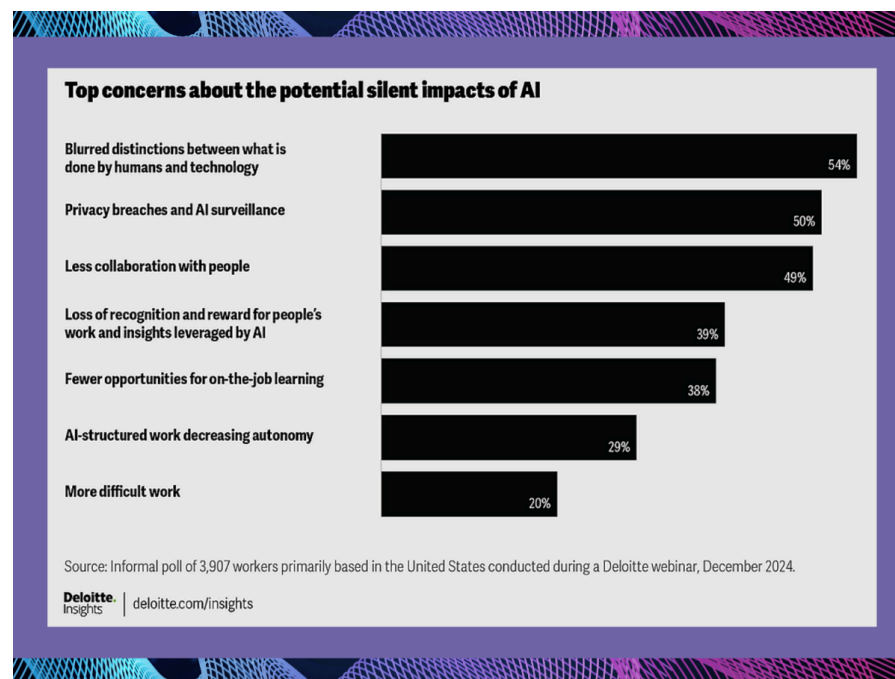 Top concerns about the potential silent impacts of AI
Blurred distinctions between what is
done by humans and technology
54%
Privacy breaches and AI surveillance
50%
Less collaboration with people
49%
Loss of recognition and reward for people's
work and insights leveraged by AI
39%
Fewer opportunities for on-the-job learning
38%
AI-structured work decreasing autonomy
29%
More difficult work
20%
Source: Informal poll of 3,907 workers primarily based in the United States conducted during a Deloitte webinar, December 2024.
Deloitte.
Insights
deloitte.com/insights